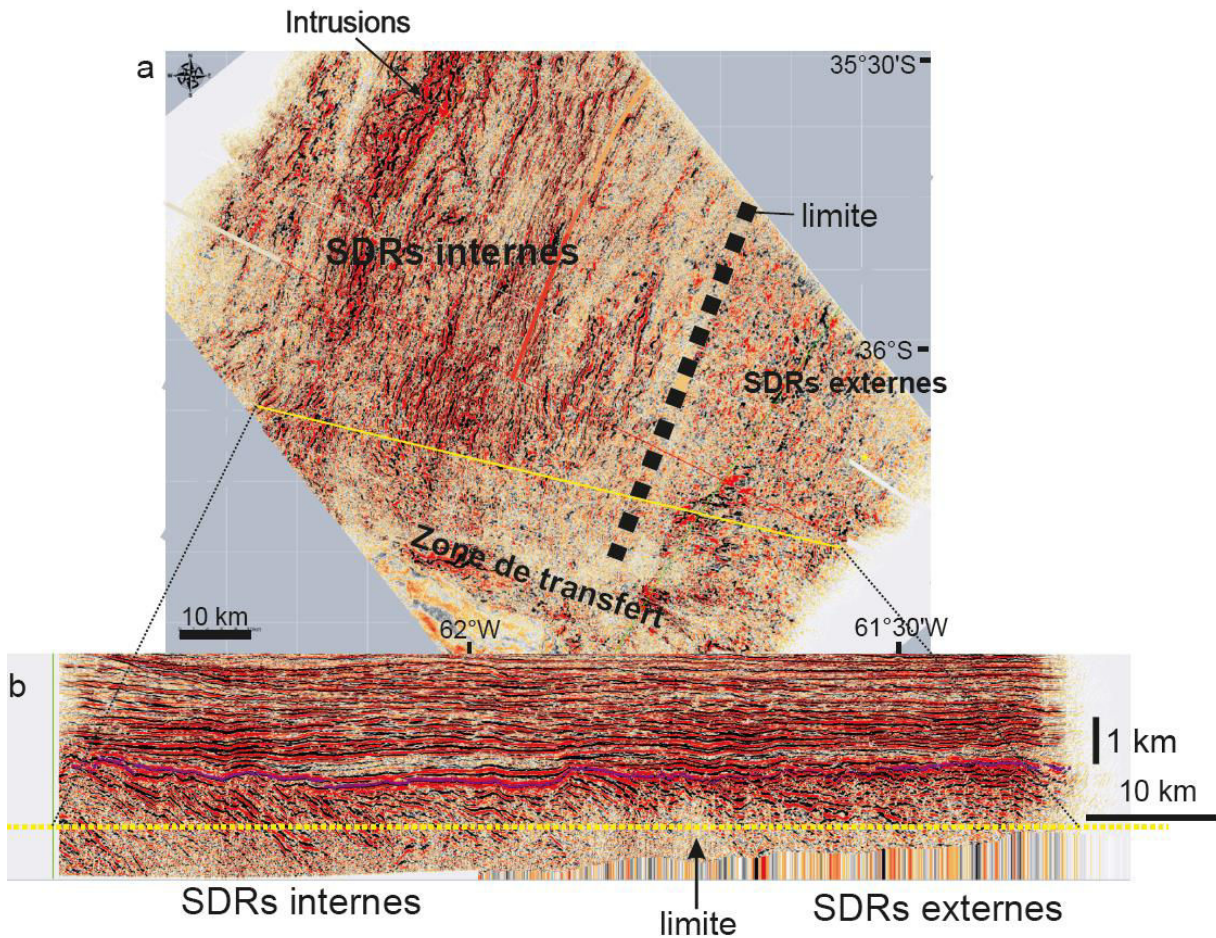 Intrusions
a
35°30'S
limite
SDRs internes
36°S
SDRs externes
Zone de transfert
10 km
62°W
61°30'W
b
1 km
10 km
SDRs internes
limite
SDRs externes